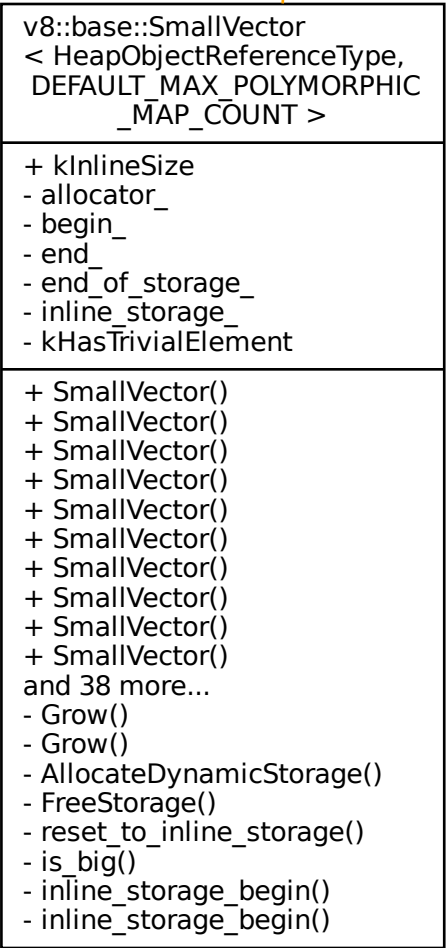 v8::base::SmallVector
< HeapObjectReferenceType,
DEFAULT_MAX_POLYMORPHIC
_MAP_COUNT >
+ kInlineSize
- allocator_
- begin_
- end_
- end_of_storage_
- inline_storage_
- kHasTrivialElement
+ SmallVector()
+ SmallVector()
+ SmallVector()
+ SmallVector()
+ SmallVector()
+ SmallVector()
+ SmallVector()
+ SmallVector()
+ SmallVector()
+ SmallVector()
and 38 more...
- Grow()
- Grow()
- AllocateDynamicStorage()
- FreeStorage()
- reset_to_inline_storage()
- is_big()
- inline_storage_begin()
- inline_storage_begin()